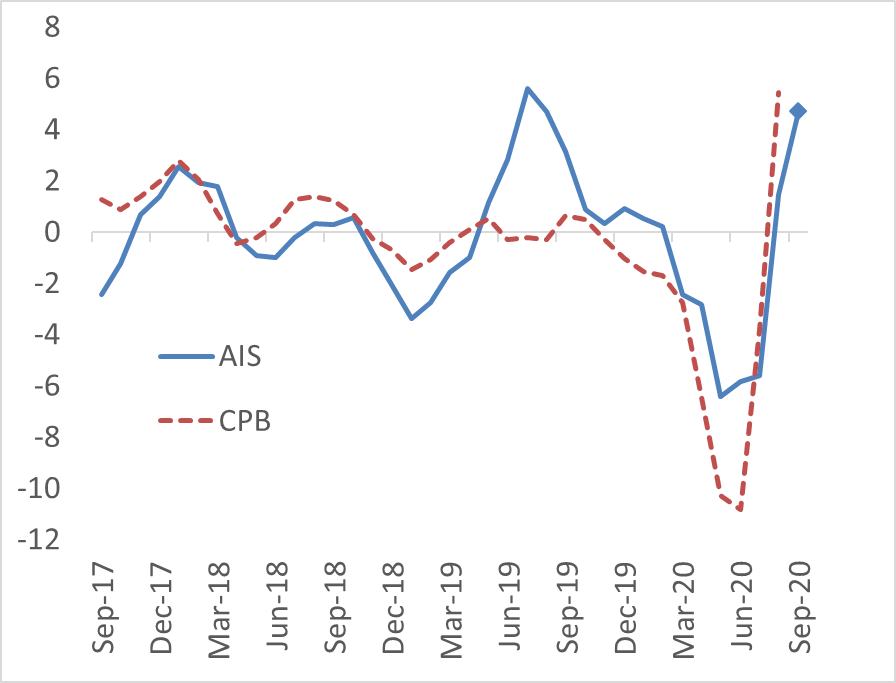 8
6
4
2
0
-2
-4
-6
-8
-10
-12
AIS
CPB
Sep-17
Dec-17
Mar-18
Jun-18
Sep-18
Dec-18
Mar-19
Jun-19
Sep-19
Dec-19
Mar-20
Jun-20
Sep-20